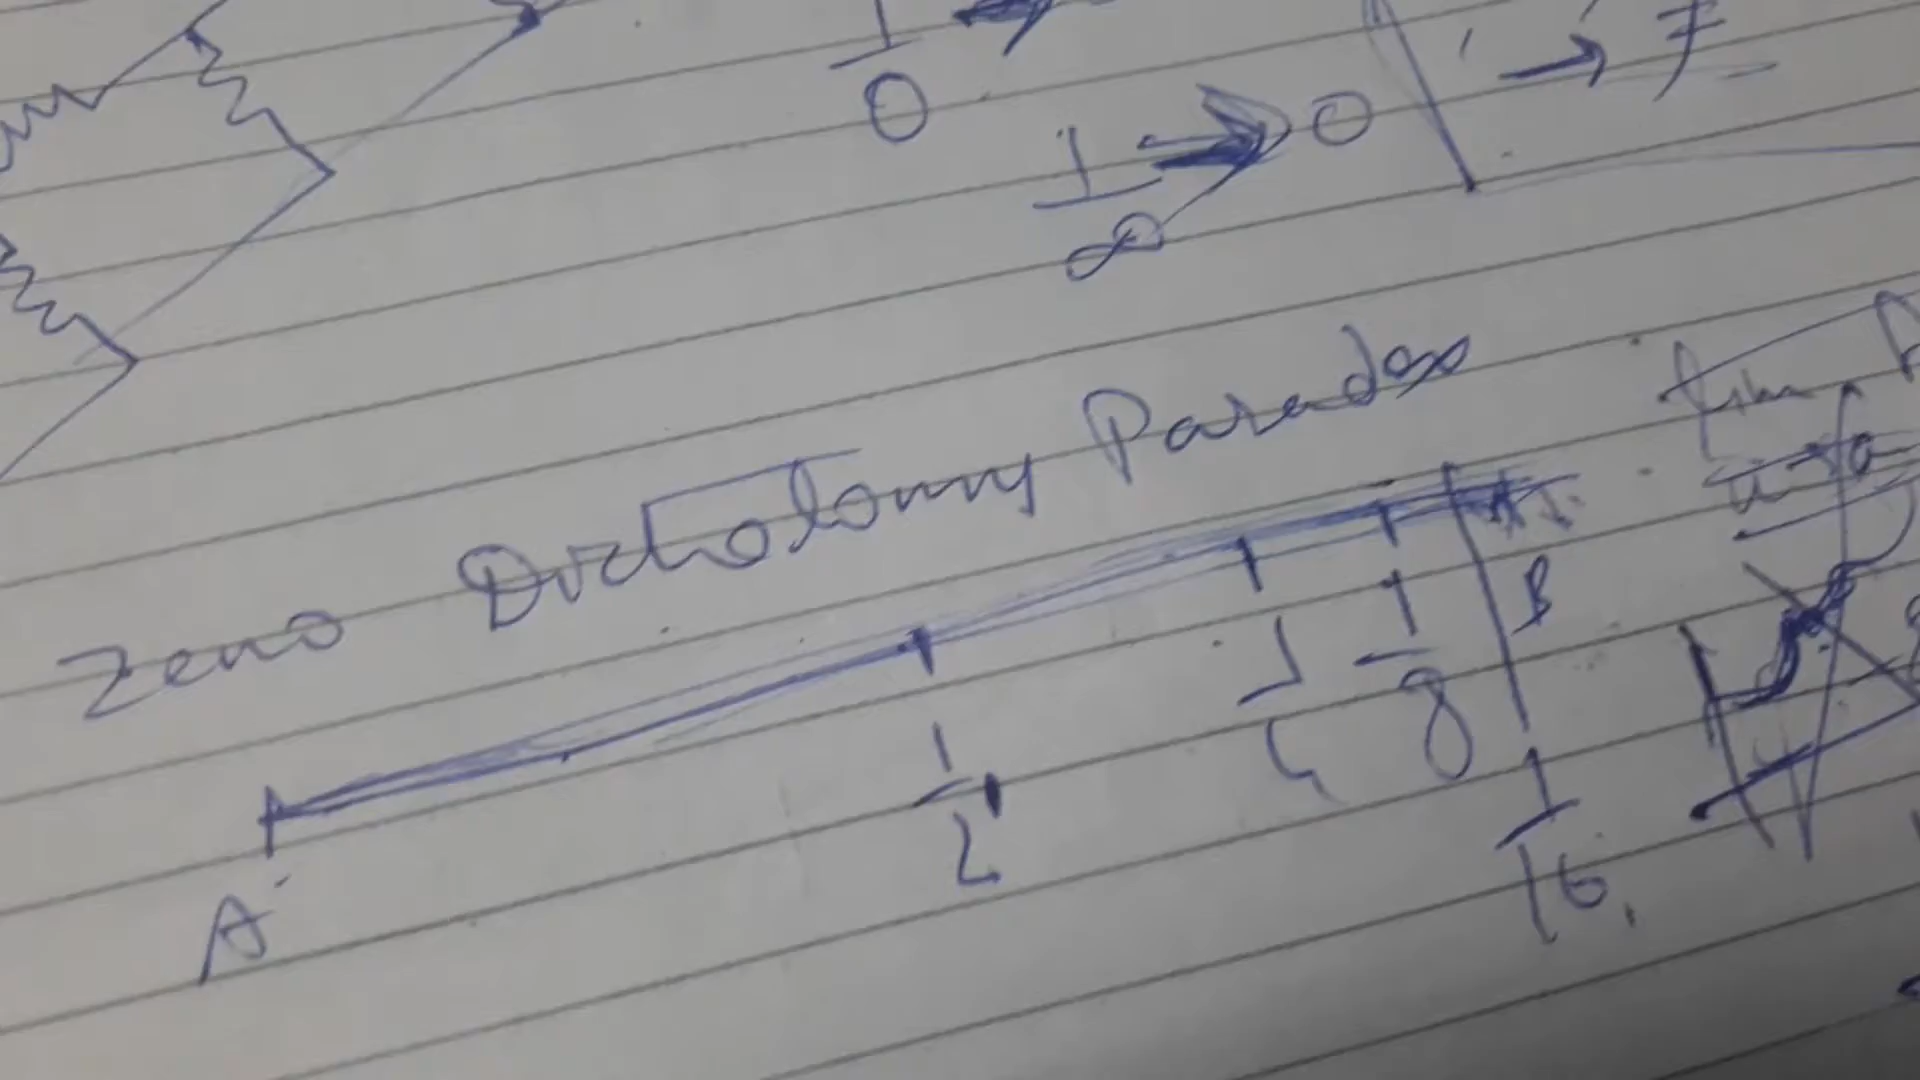 1/0 →
1/∞ → 0
→ F
Zeno Dichotomy Paradox
A 1/2 1/4 1/8 B 1/16